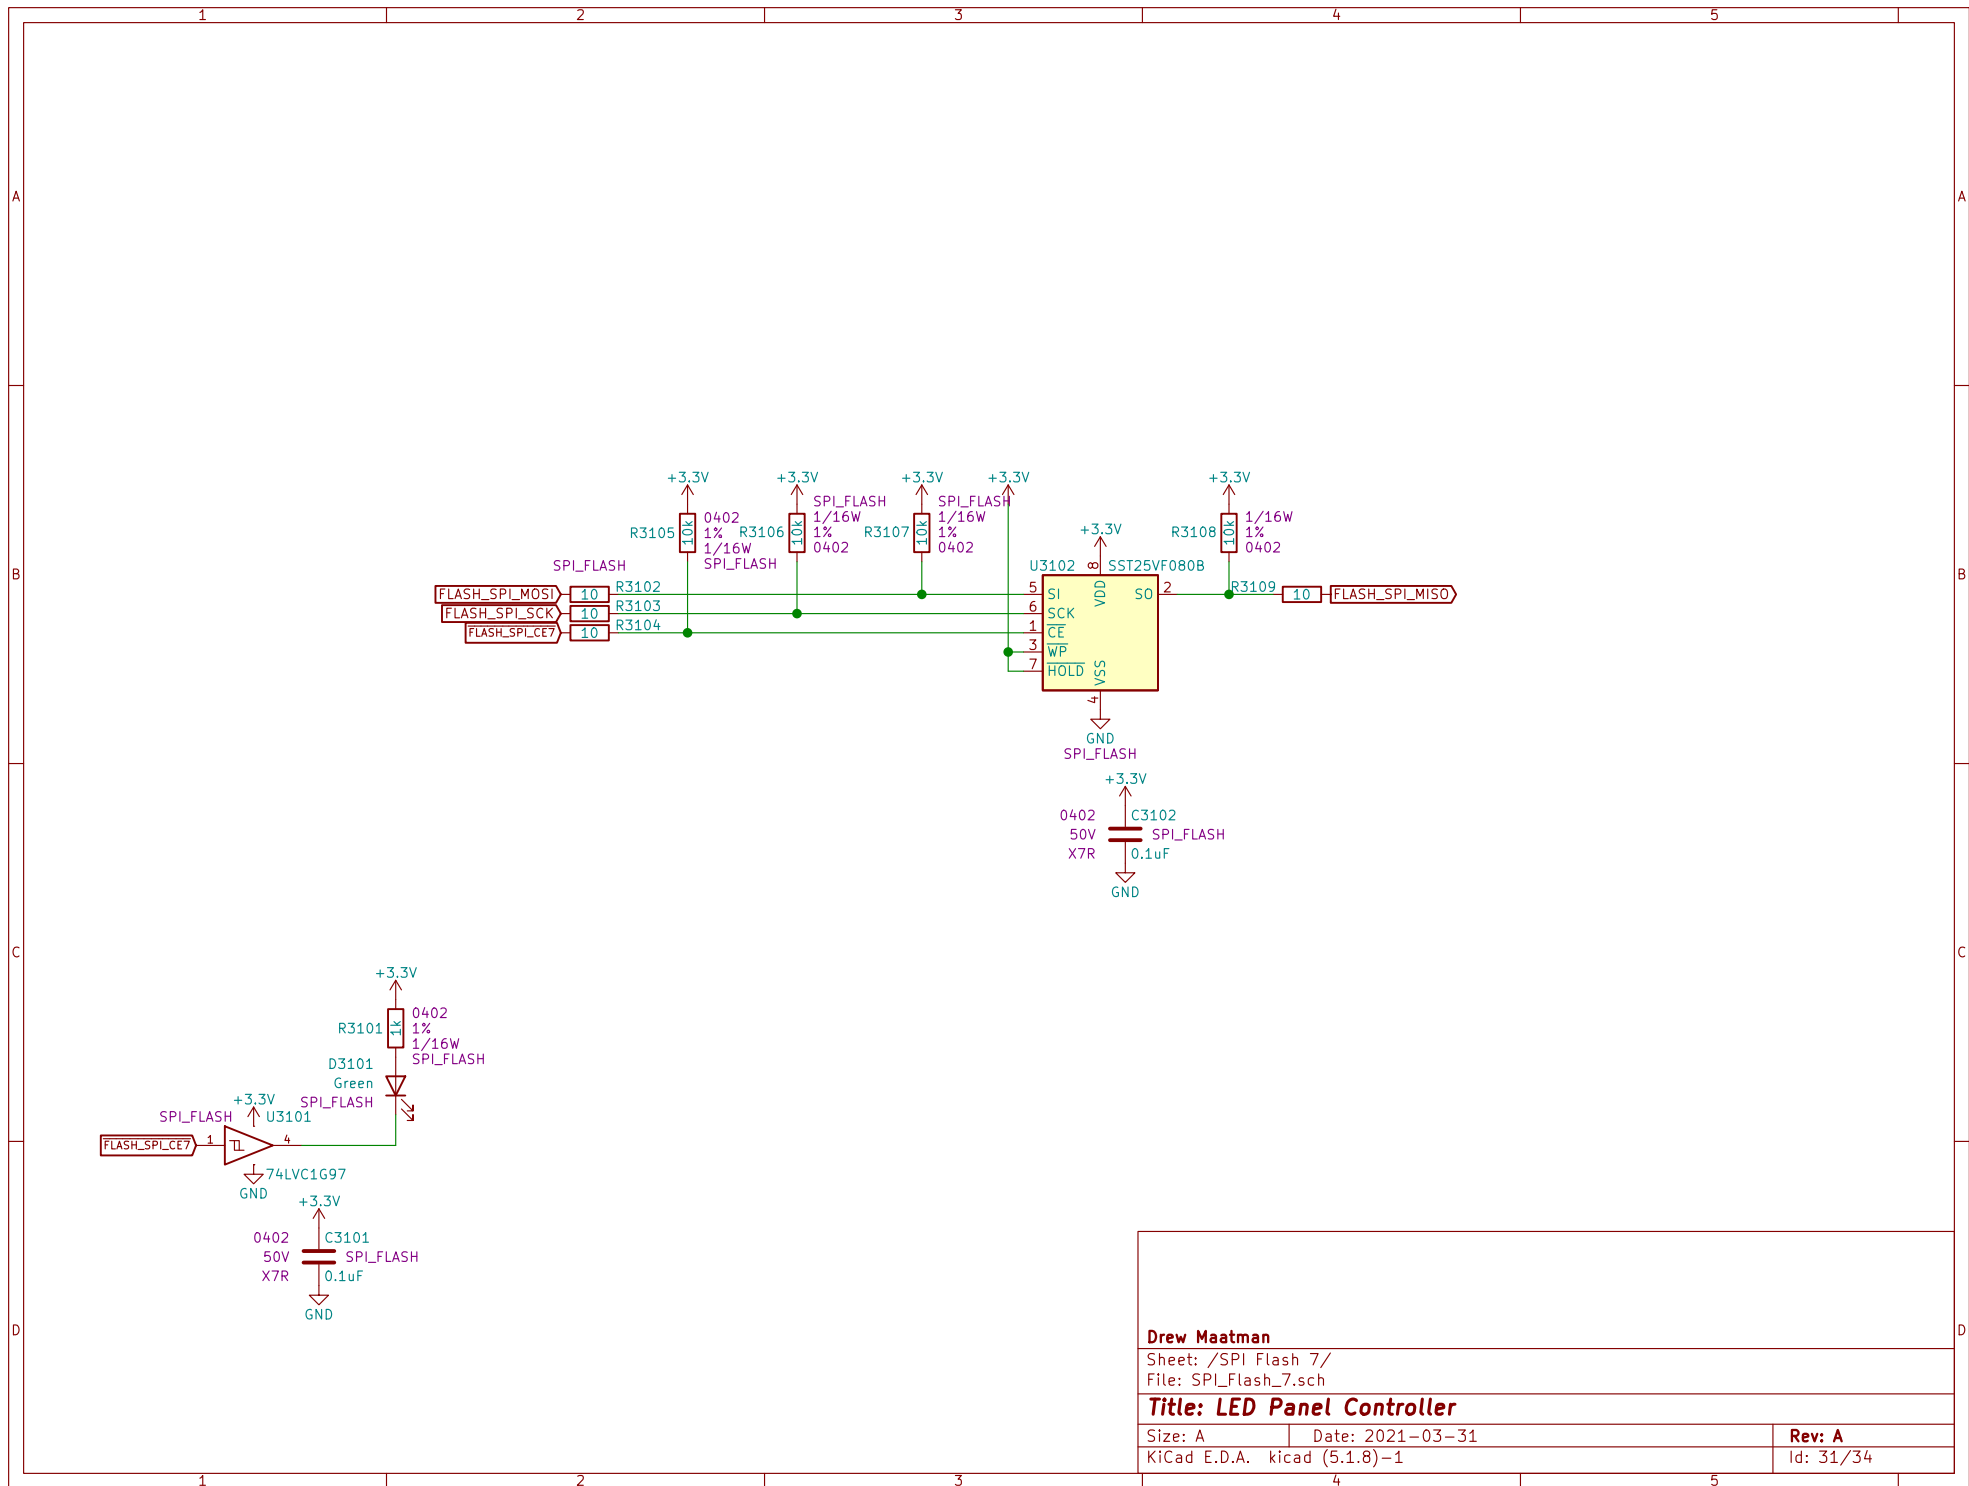 1 2 3 4 5
A A
+3.3V +3.3V +3.3V +3.3V +3.3V
SPI_FLASH SPI_FLASH
R3105 10k 0402 1% 1/16W SPI_FLASH
R3106 10k 1/16W 1% 0402
R3107 10k 1/16W 1% 0402
R3108 10k 1/16W 1% 0402
+3.3V
SPI_FLASH
U3102 8 SST25VF080B
B B
FLASH_SPI_MOSI 10 R3102 5 SI VDD SO 2 R3109 10 FLASH_SPI_MISO
FLASH_SPI_SCK 10 R3103 6 SCK
FLASH_SPI_CE7 10 R3104 1 CE
3 WP
7 HOLD VSS
4
GND
SPI_FLASH
+3.3V
0402 C3102
50V SPI_FLASH
X7R 0.1uF
GND
C C
+3.3V
0402
R3101 1k 1%
1/16W
SPI_FLASH
D3101
Green
SPI_FLASH
+3.3V
SPI_FLASH U3101
FLASH_SPI_CE7 1 4
74LVC1G97
GND
+3.3V
0402 C3101
50V SPI_FLASH
X7R 0.1uF
GND
D D
Drew Maatman
Sheet: /SPI Flash 7/
File: SPI_Flash_7.sch
Title: LED Panel Controller
Size: A Date: 2021-03-31 Rev: A
KiCad E.D.A. kicad (5.1.8)-1 Id: 31/34
1 2 3 4 5